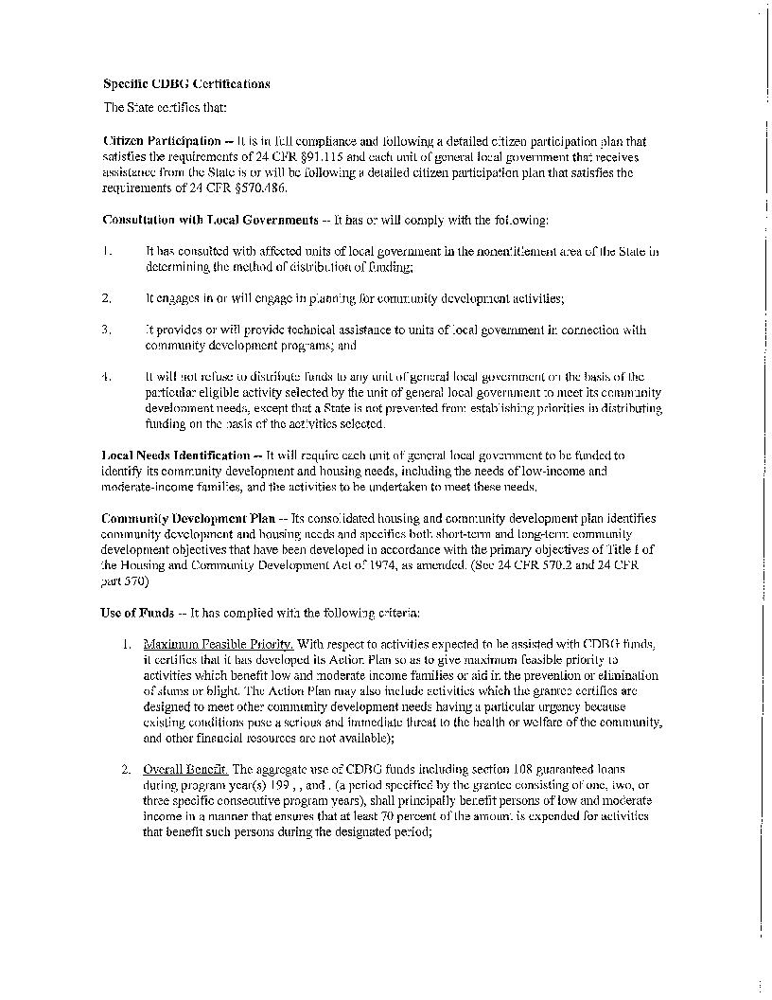 Specific CDBG Certifications
The State certifies that:
Citizen Participation -- It is in full compliance and following a detailed citizen participation plan that
satisfies the requirements of 24 CFR §91.115 and each unit of general local government that receives
assistance from the State is or will be following a detailed citizen participation plan that satisfies the
requirements of 24 CFR §570.486.
Consultation with Local Governments -- It has or will comply with the following:
1. It has consulted with affected units of local government in the nonentitlement area of the State in
determining the method of distribution of funding;
2. It engages in or will engage in planning for community development activities;
3. It provides or will provide technical assistance to units of local government in connection with
community development programs; and
4. It will not refuse to distribute funds to any unit of general local government on the basis of the
particular eligible activity selected by the unit of general local government to meet its community
development needs, except that a State is not prevented from establishing priorities in distributing
funding on the basis of the activities selected.
Local Needs Identification -- It will require each unit of general local government to be funded to
identify its community development and housing needs, including the needs of low-income and
moderate-income families, and the activities to be undertaken to meet these needs.
Community Development Plan -- Its consolidated housing and community development plan identifies
community development and housing needs and specifies both short-term and long-term community
development objectives that have been developed in accordance with the primary objectives of Title I of
the Housing and Community Development Act of 1974, as amended. (See 24 CFR 570.2 and 24 CFR
part 570)
Use of Funds -- It has complied with the following criteria:
1. Maximum Feasible Priority. With respect to activities expected to be assisted with CDBG funds,
it certifies that it has developed its Action Plan so as to give maximum feasible priority to
activities which benefit low and moderate income families or aid in the prevention or elimination
of slums or blight. The Action Plan may also include activities which the grantee certifies are
designed to meet other community development needs having a particular urgency because
existing conditions pose a serious and immediate threat to the health or welfare of the community,
and other financial resources are not available);
2. Overall Benefit. The aggregate use of CDBG funds including section 108 guaranteed loans
during program year(s) 199 , , and . (a period specified by the grantee consisting of one, two, or
three specific consecutive program years), shall principally benefit persons of low and moderate
income in a manner that ensures that at least 70 percent of the amount is expended for activities
that benefit such persons during the designated period;